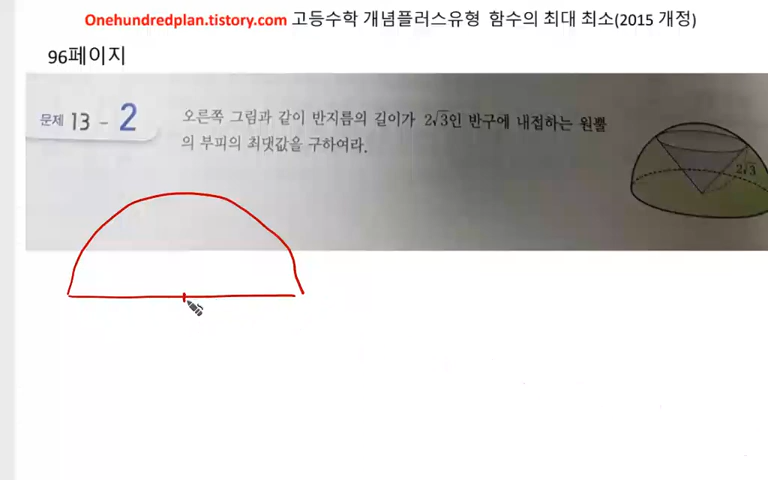 Onehundredplan.tistory.com 고등수학 개념플러스유형 함수의 최대 최소(2015 개정)
96페이지
문제 13 - 2
오른쪽 그림과 같이 반지름의 길이가 2√3인 반구에 내접하는 원뿔
의 부피의 최댓값을 구하여라.
2√3